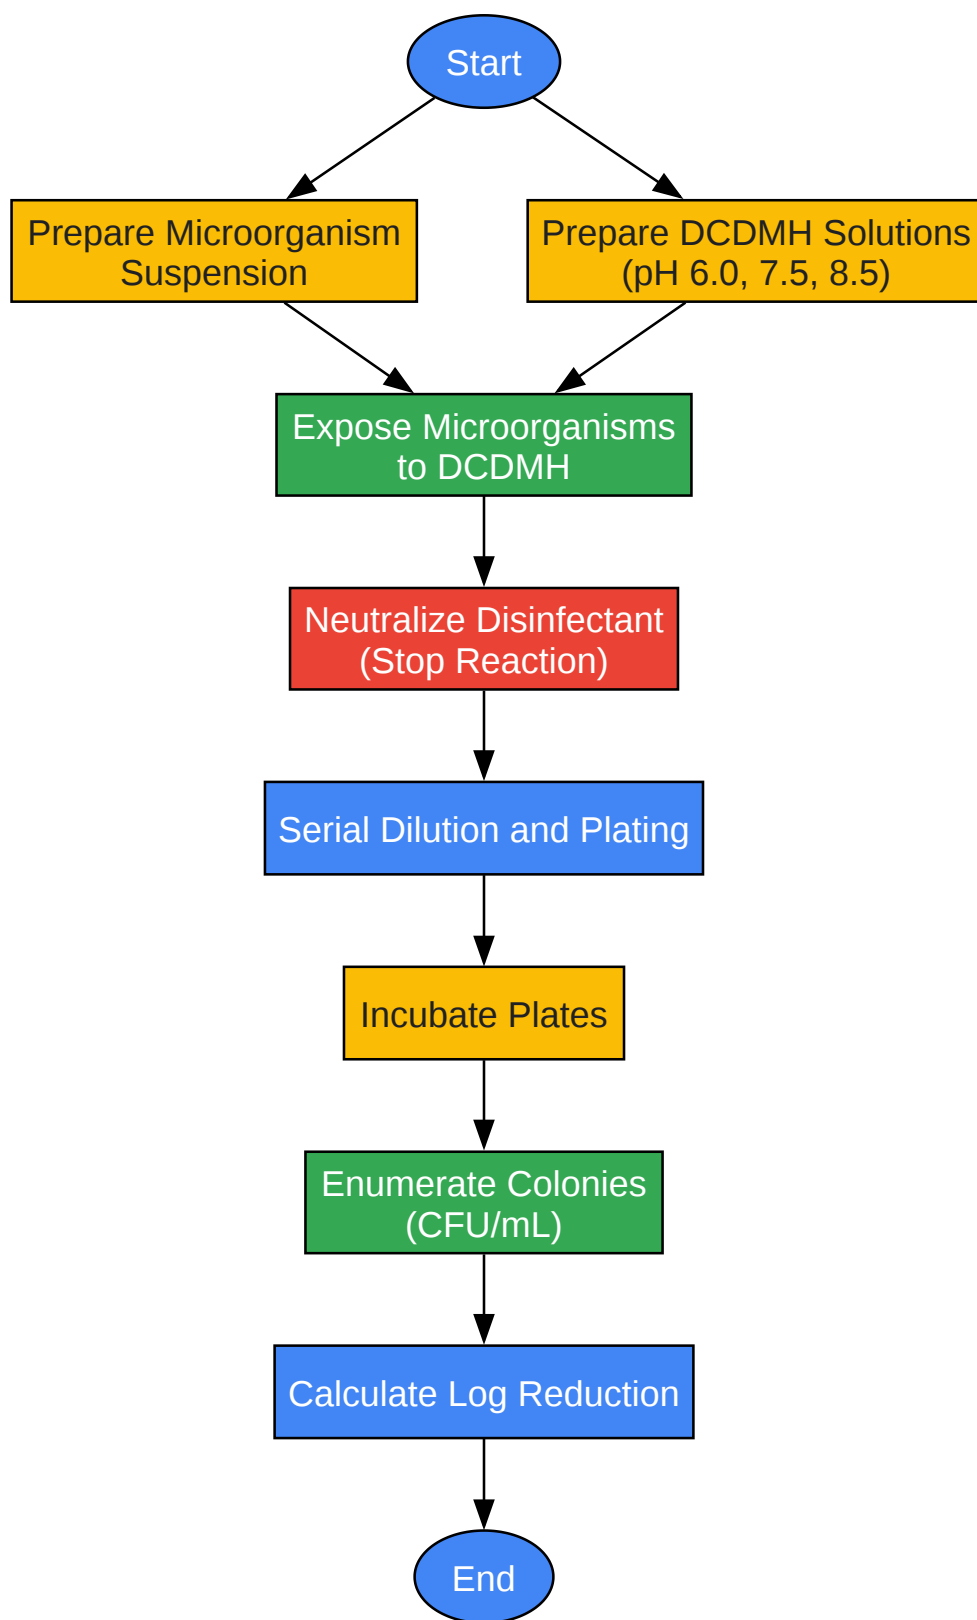 Start
Prepare Microorganism
Suspension
Prepare DCDMH Solutions
(pH 6.0, 7.5, 8.5)
Expose Microorganisms
to DCDMH
Neutralize Disinfectant
(Stop Reaction)
Serial Dilution and Plating
Incubate Plates
Enumerate Colonies
(CFU/mL)
Calculate Log Reduction
End